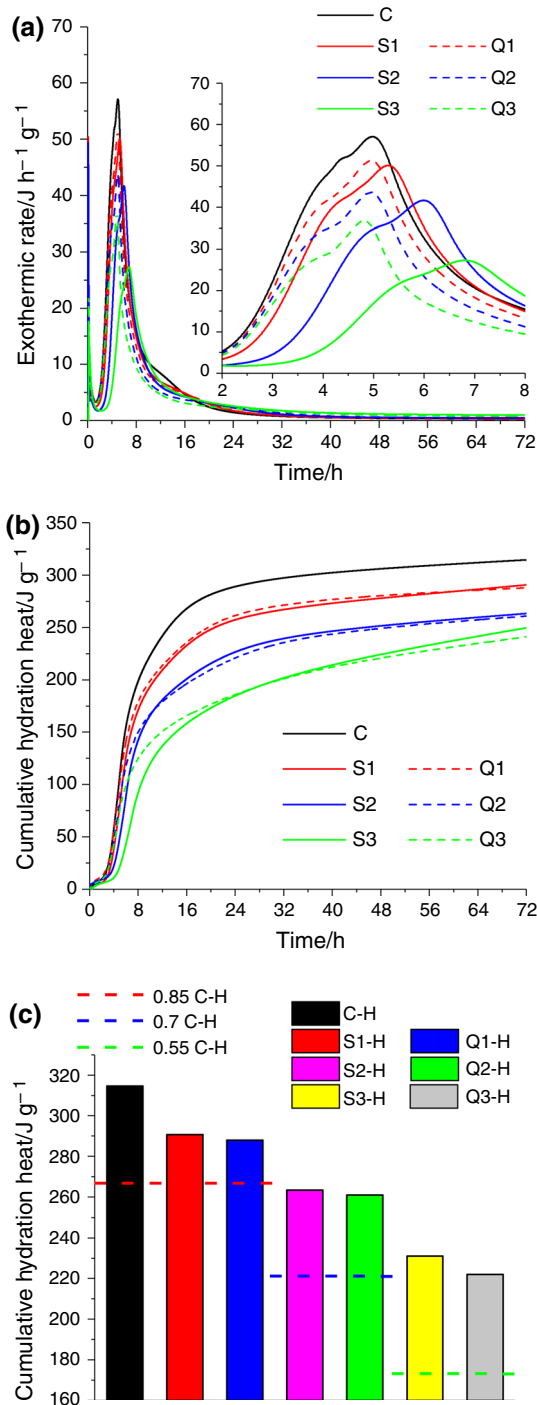 (a)
C
S1
Q1
S2
Q2
S3
Q3
70
60
50
40
30
20
10
0
Exothermic rate/J h⁻¹ g⁻¹
70
60
50
40
30
20
10
0
2 3 4 5 6 7 8
0 8 16 24 32 40 48 56 64 72
Time/h
(b)
350
300
250
200
150
100
50
0
Cumulative hydration heat/J g⁻¹
C
S1
Q1
S2
Q2
S3
Q3
0 8 16 24 32 40 48 56 64 72
Time/h
(c)
0.85 C-H
0.7 C-H
0.55 C-H
C-H
S1-H
Q1-H
S2-H
Q2-H
S3-H
Q3-H
320
300
280
260
240
220
200
180
160
Cumulative hydration heat/J g⁻¹